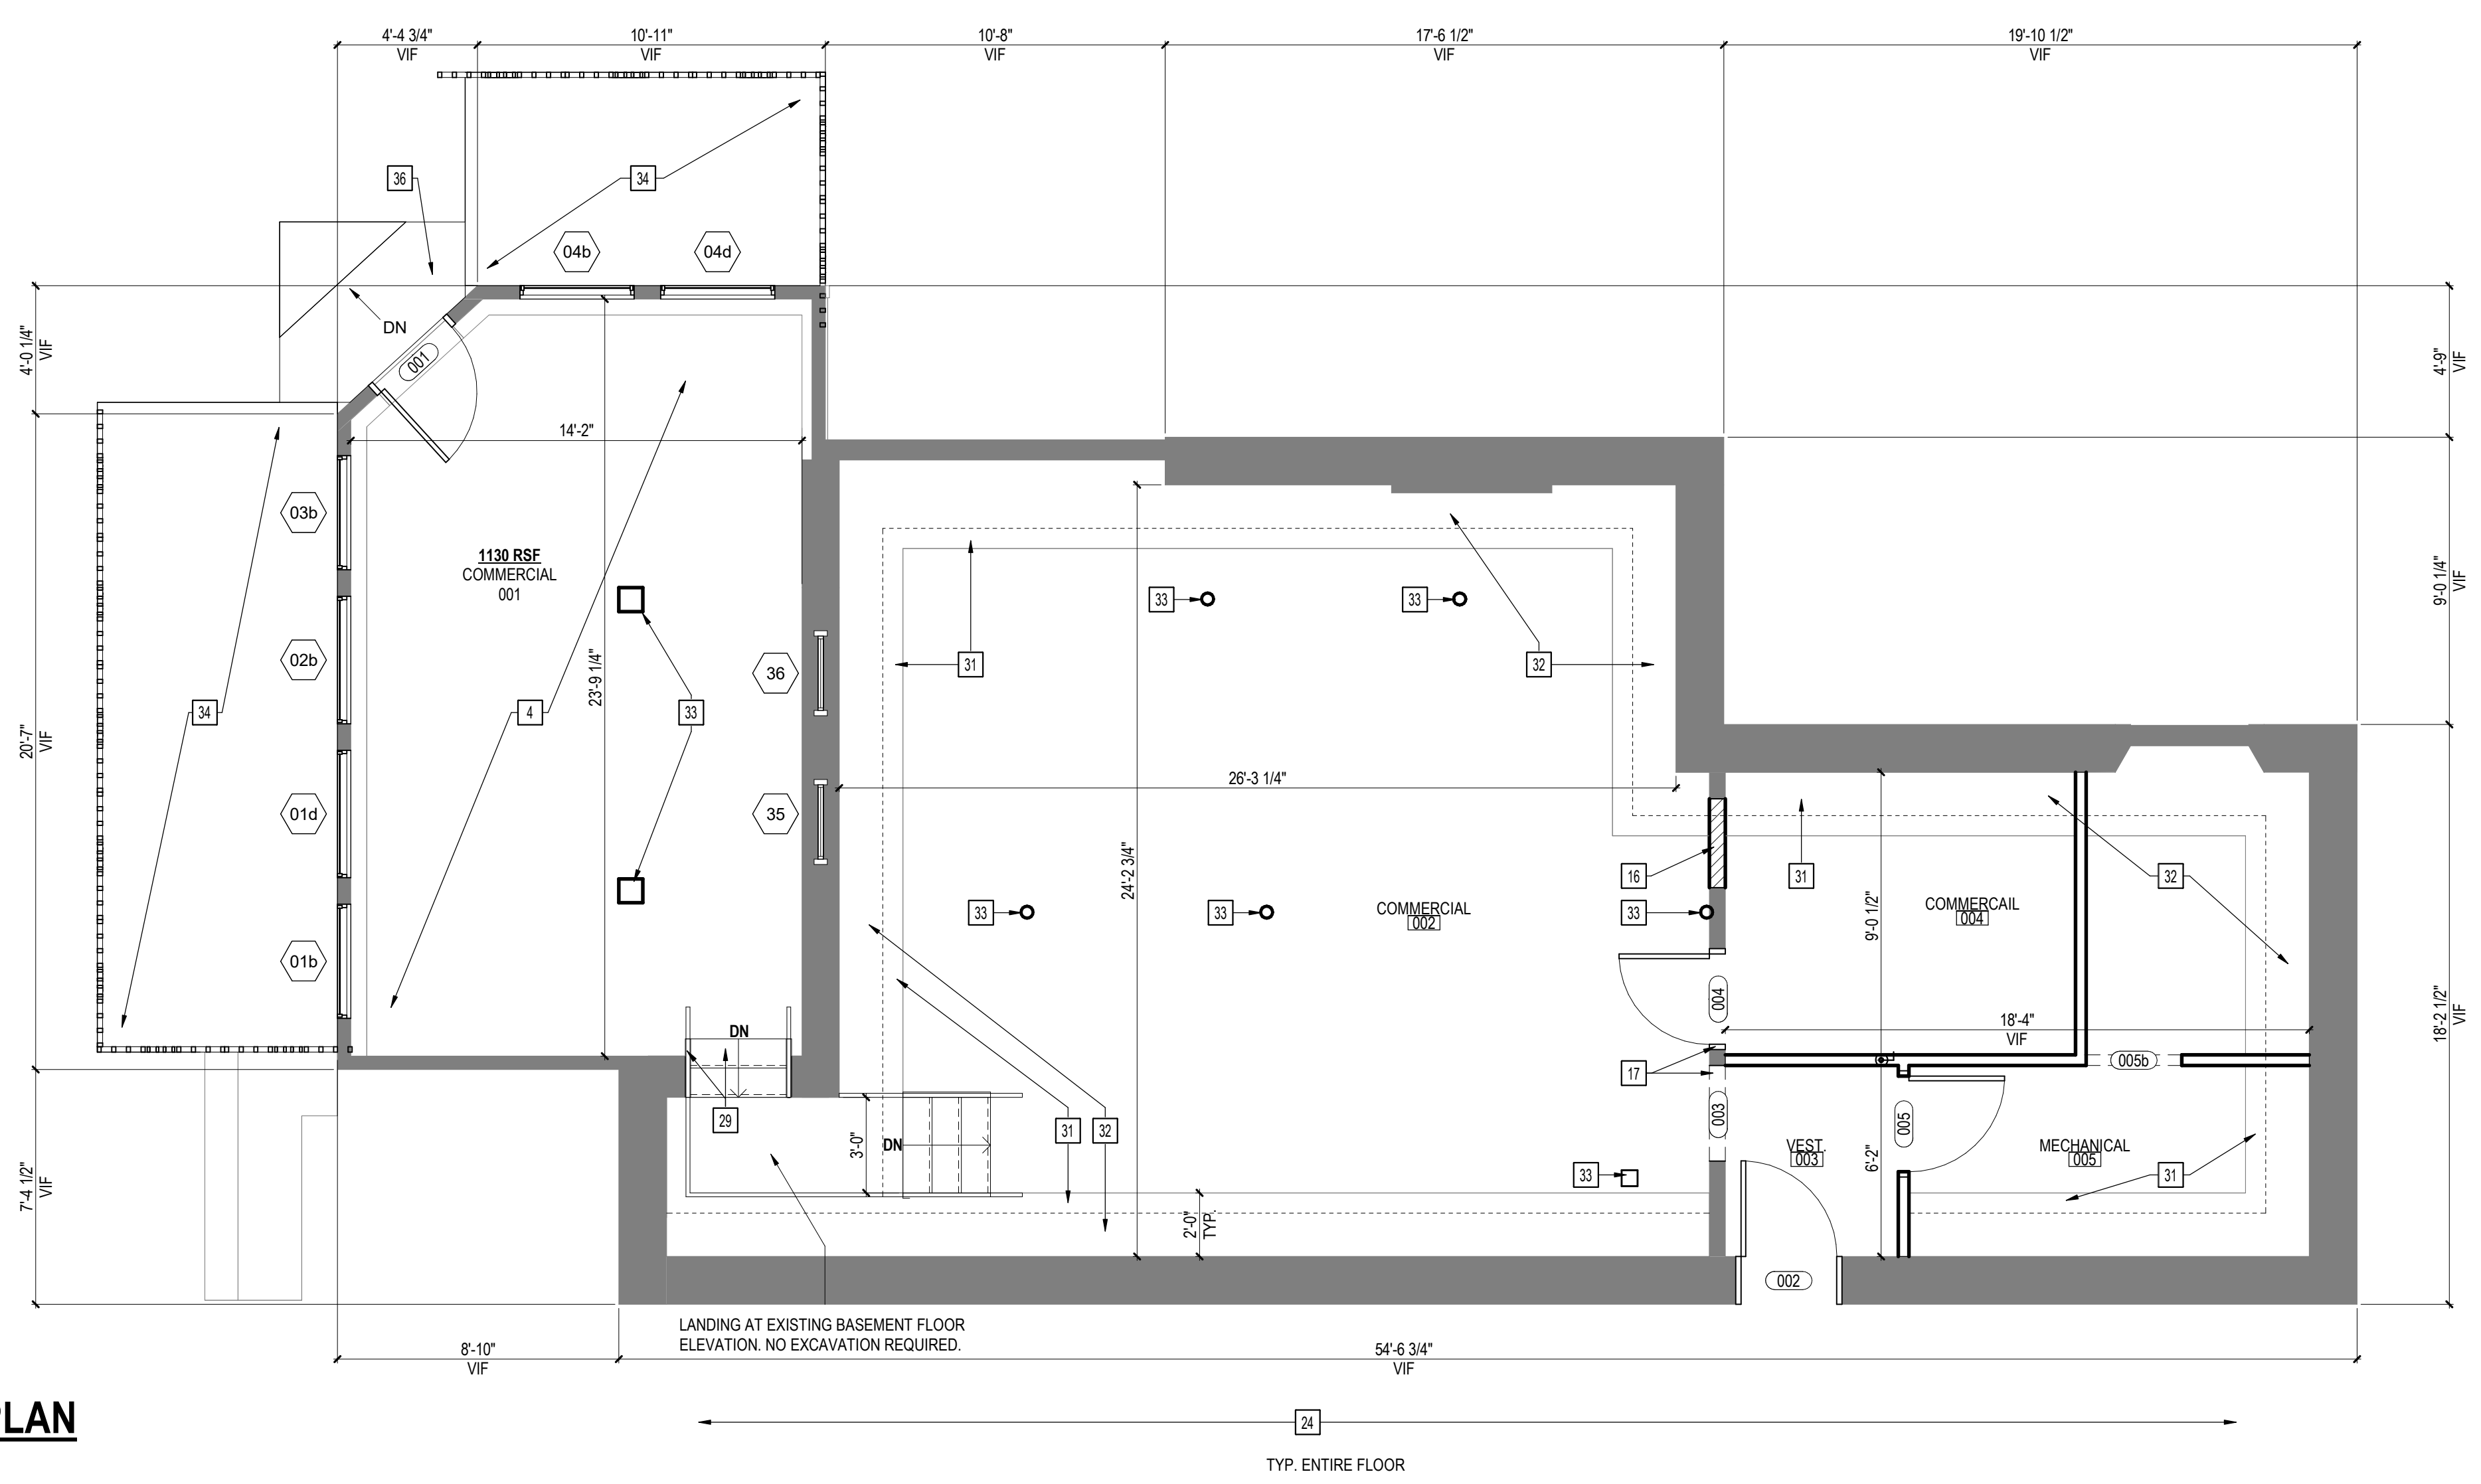 4'-4 3/4"
VIF
10'-11"
VIF
10'-8"
VIF
17'-6 1/2"
VIF
19'-10 1/2"
VIF
36
34
04b
04d
DN
001
4'-0 1/4"
VIF
4'-9"
VIF
14'-2"
03b
1130 RSF
COMMERCIAL
001
33
33
31
32
9'-0 1/4"
VIF
02b
36
23'-9 1/4"
34
4
33
20'-7"
VIF
26'-3 1/4"
01d
35
24'-2 3/4"
16
31
32
33
33
COMMERCIAL
002
33
COMMERCAIL
004
9'-0 1/2"
01b
004
18'-4"
VIF
18'-2 1/2"
VIF
DN
17
005b
29
31
32
003
005
3'-0"
DN
VEST.
003
6'-2"
MECHANICAL
005
33
31
7'-4 1/2"
VIF
2'-0"
TYP.
002
LANDING AT EXISTING BASEMENT FLOOR
ELEVATION. NO EXCAVATION REQUIRED.
8'-10"
VIF
54'-6 3/4"
VIF
PLAN
24
TYP. ENTIRE FLOOR